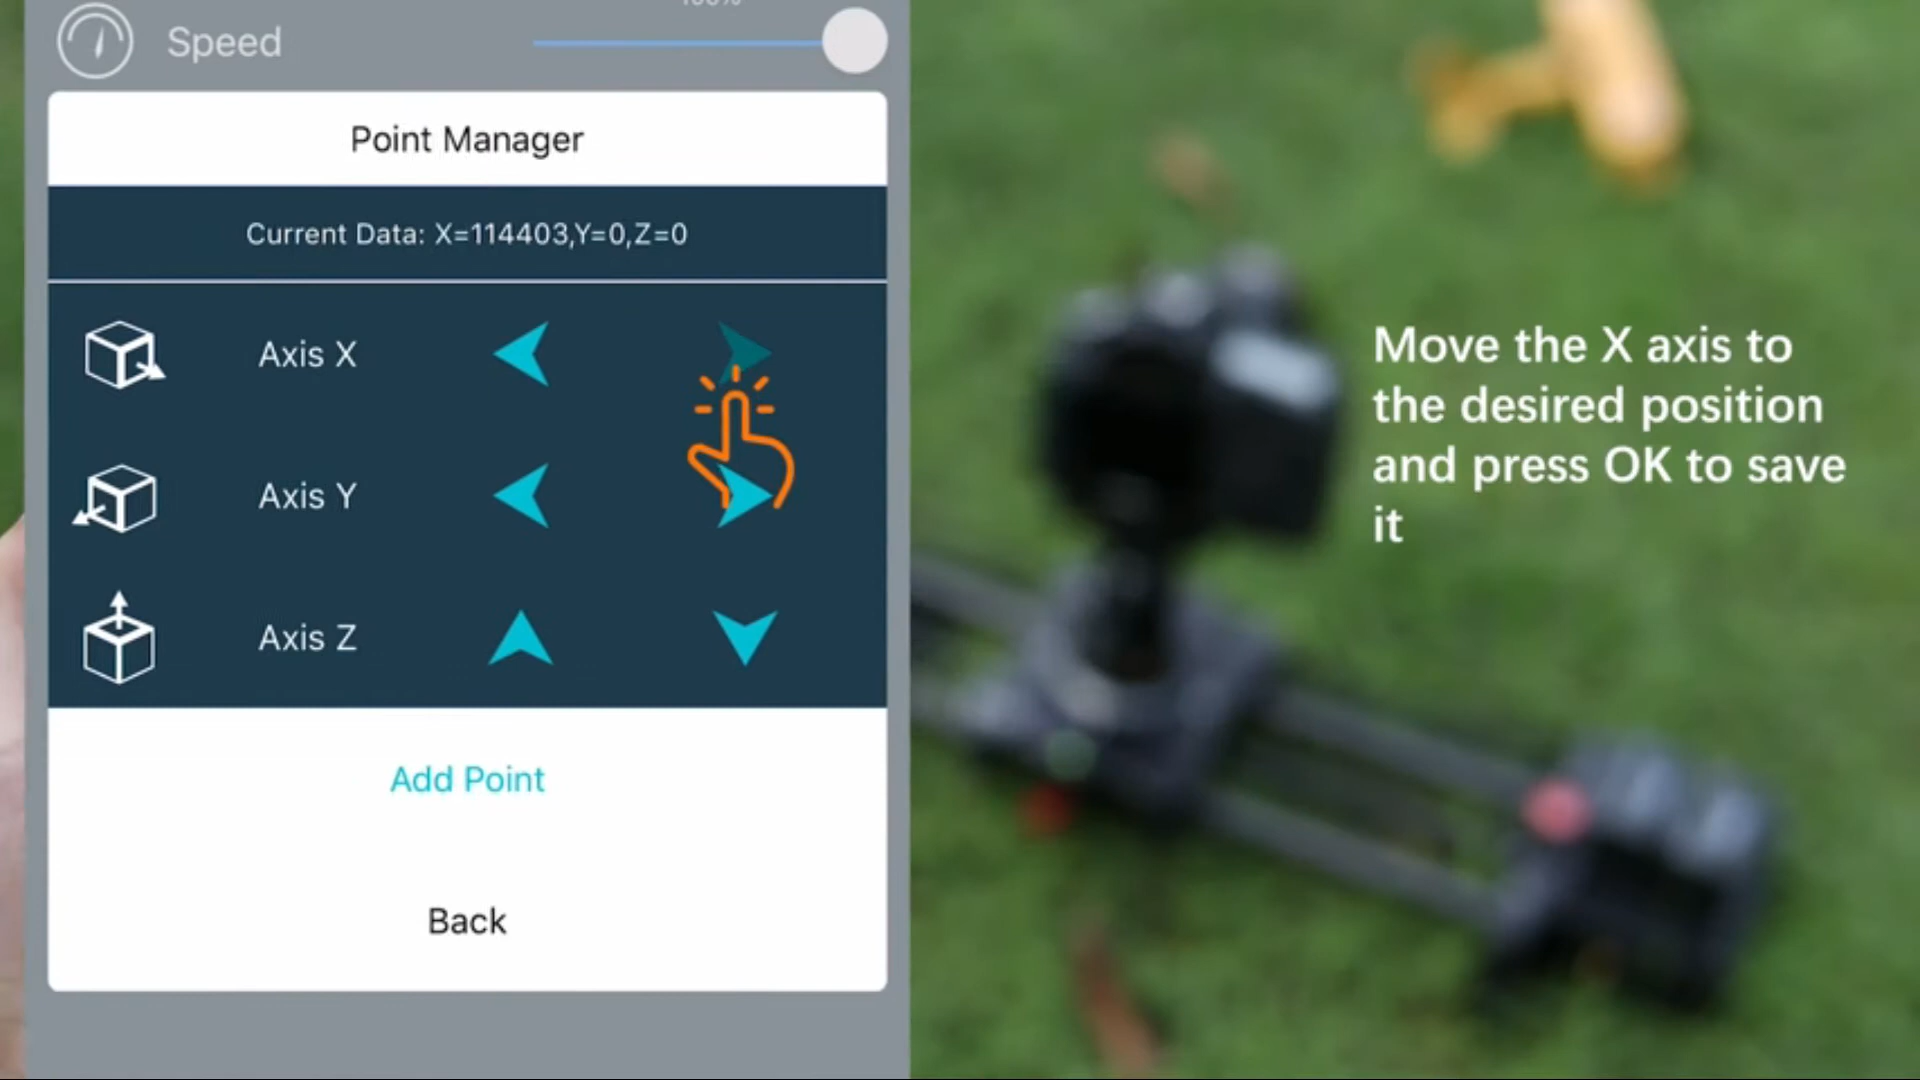 Speed
Point Manager
Current Data: X=114403,Y=0,Z=0
Axis X
Axis Y
Axis Z
Add Point
Back
Move the X axis to
the desired position
and press OK to save
it